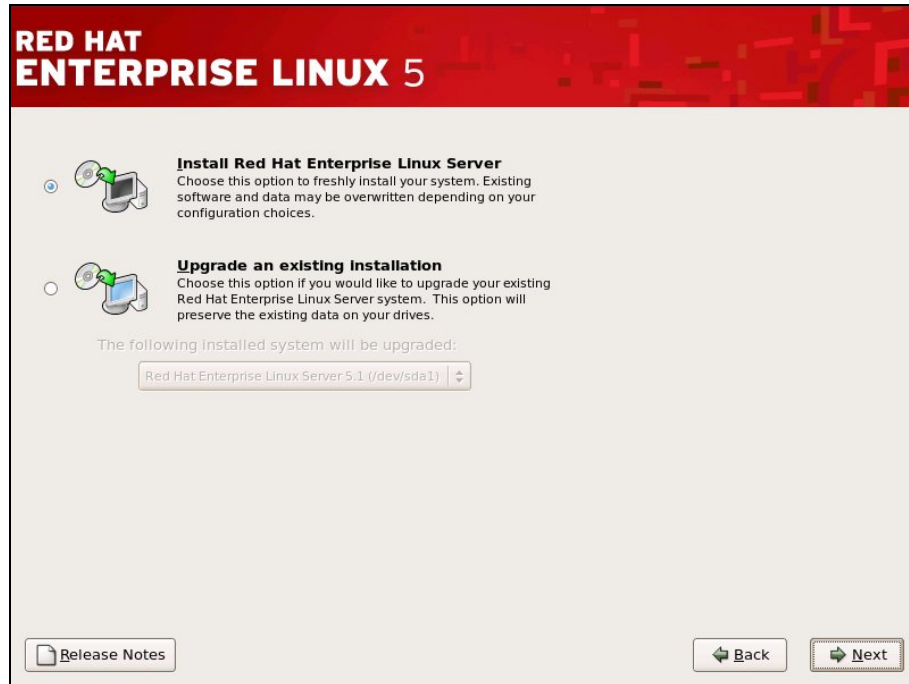 RED HAT
ENTERPRISE LINUX 5
Install Red Hat Enterprise Linux Server
Choose this option to freshly install your system. Existing
software and data may be overwritten depending on your
configuration choices.
Upgrade an existing installation
Choose this option if you would like to upgrade your existing
Red Hat Enterprise Linux Server system. This option will
preserve the existing data on your drives.
The following installed system will be upgraded:
Red Hat Enterprise Linux Server 5.1 (/dev/sda1)
Release Notes
Back
Next